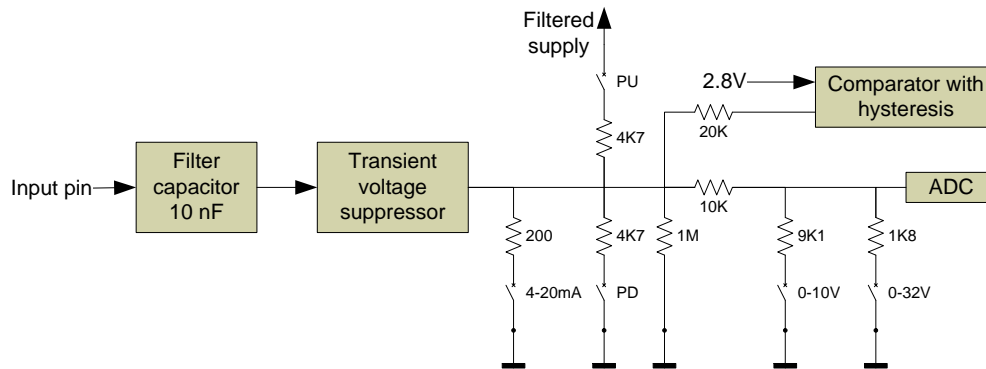 Filtered
supply
PU
2.8V
Comparator with
hysteresis
20K
4K7
Input pin
Filter
capacitor
10 nF
Transient
voltage
suppressor
10K
ADC
200
4K7
1M
9K1
1K8
4-20mA
PD
0-10V
0-32V